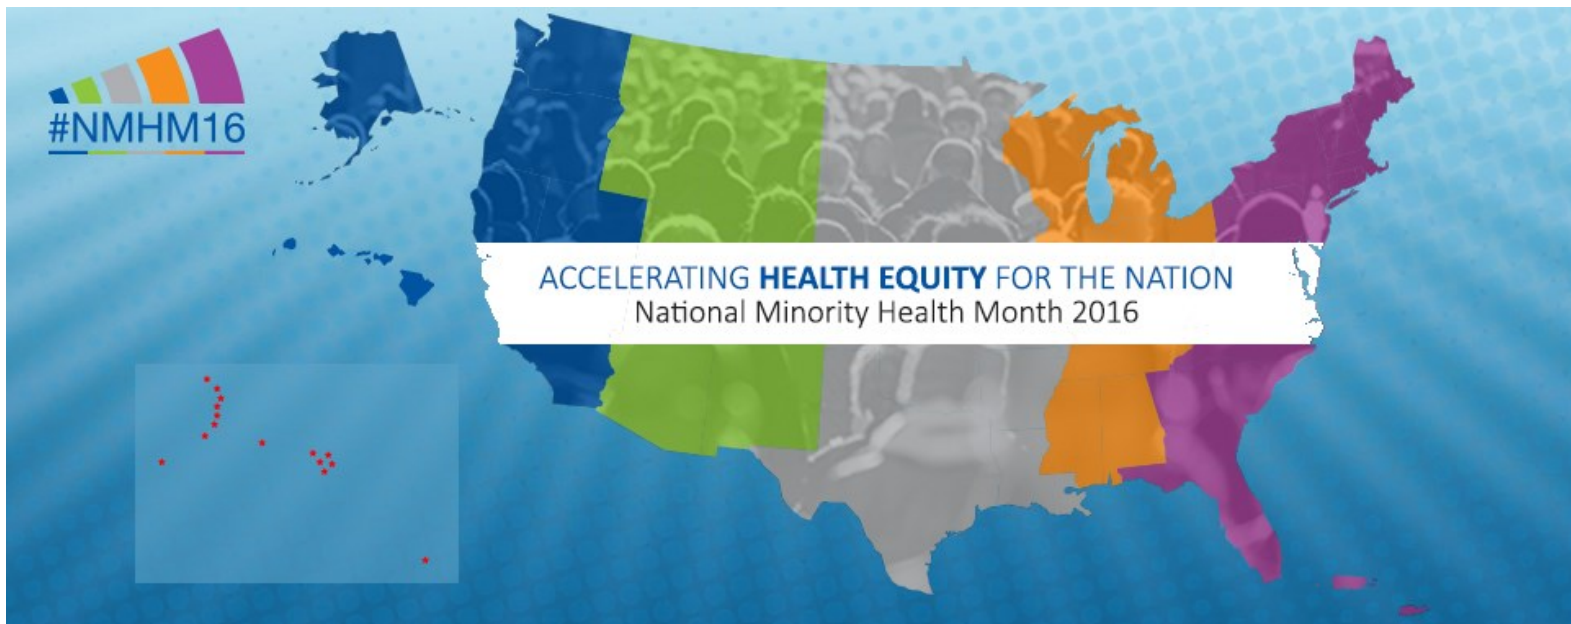 #NMHM16
ACCELERATING HEALTH EQUITY FOR THE NATION
National Minority Health Month 2016